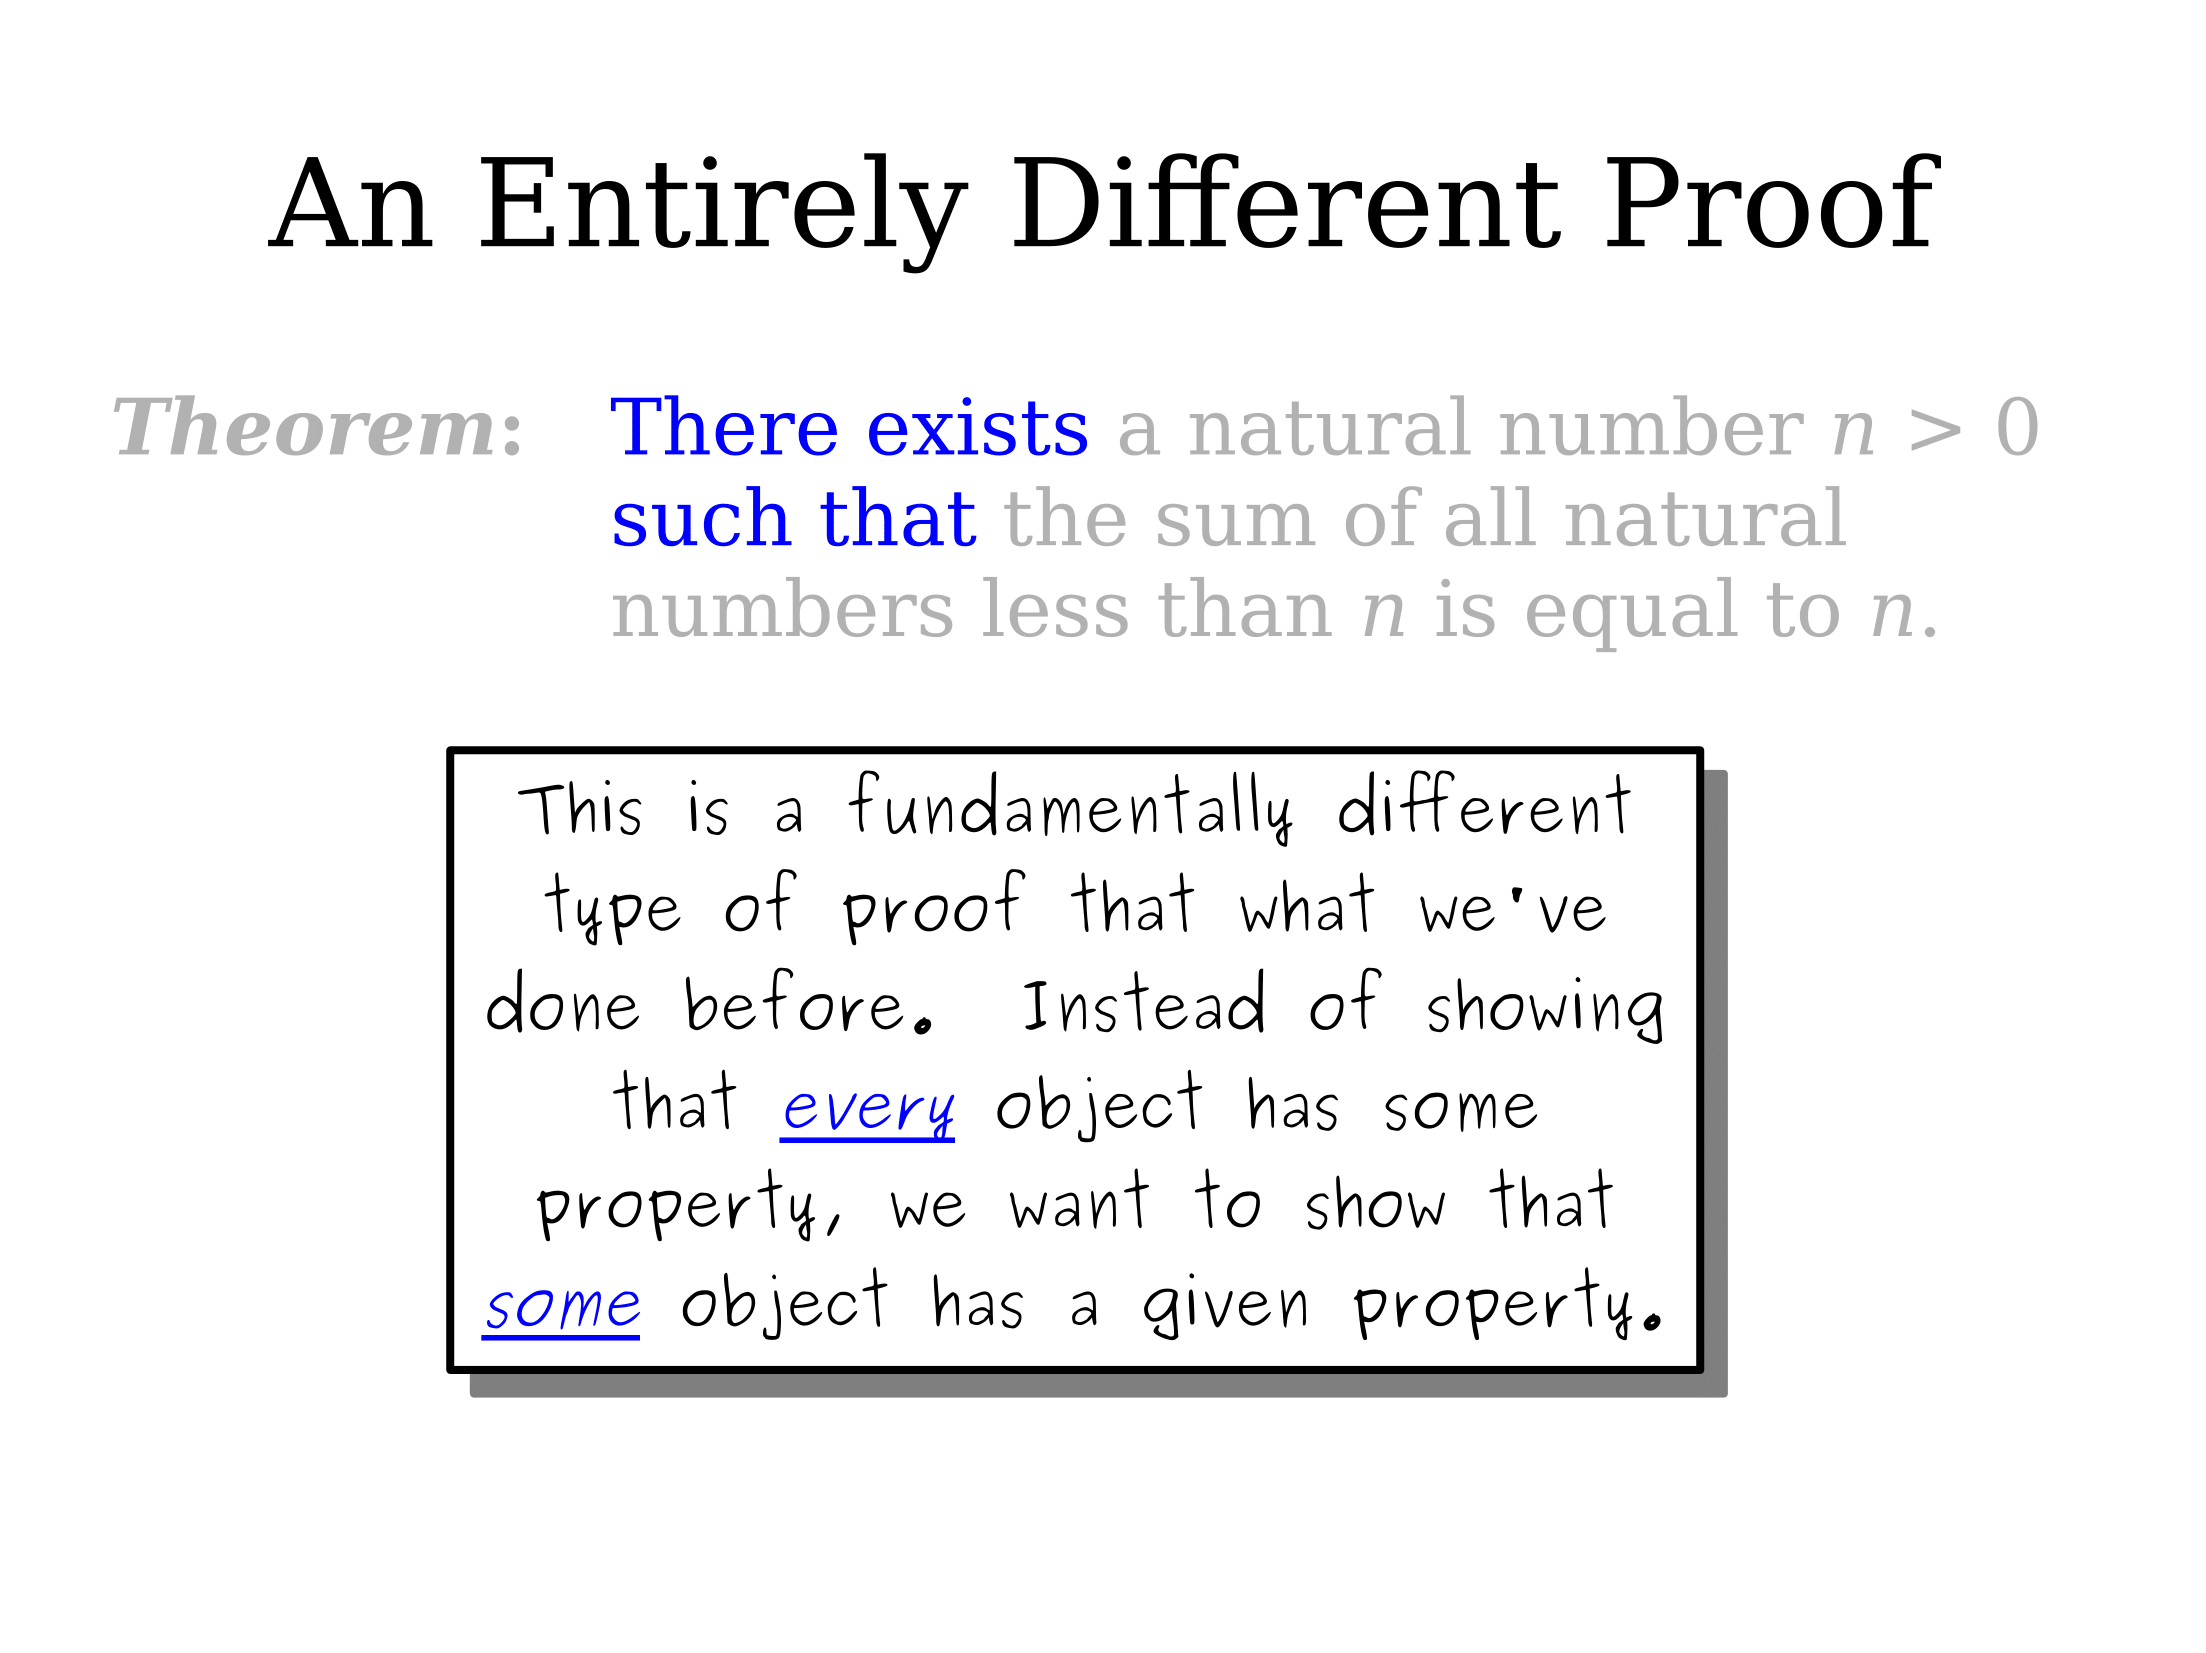 An Entirely Different Proof
Theorem: There exists a natural number n > 0
such that the sum of all natural
numbers less than n is equal to n.
This is a fundamentally different
type of proof that what we've
done before. Instead of showing
that every object has some
property, we want to show that
some object has a given property.